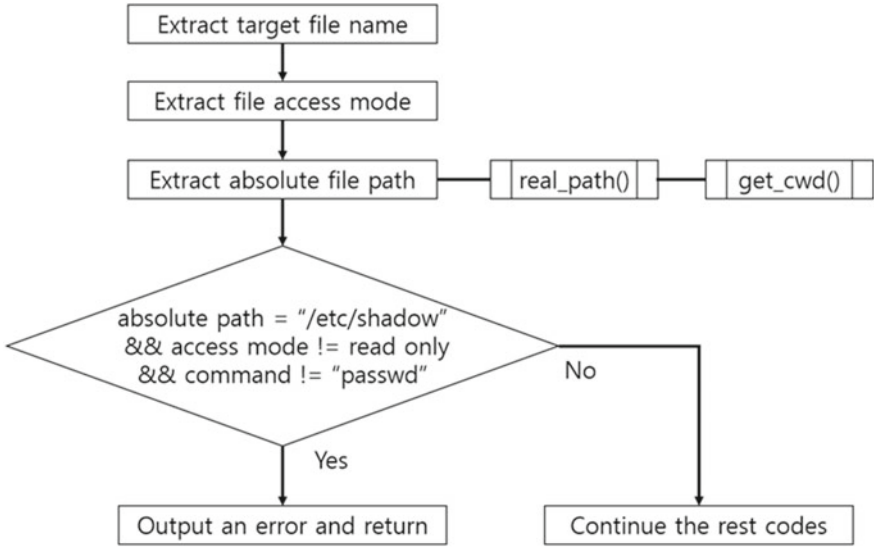 Extract target file name
Extract file access mode
Extract absolute file path
real_path()
get_cwd()
absolute path = “/etc/shadow”
&& access mode != read only
&& command != “passwd”
No
Yes
Output an error and return
Continue the rest codes